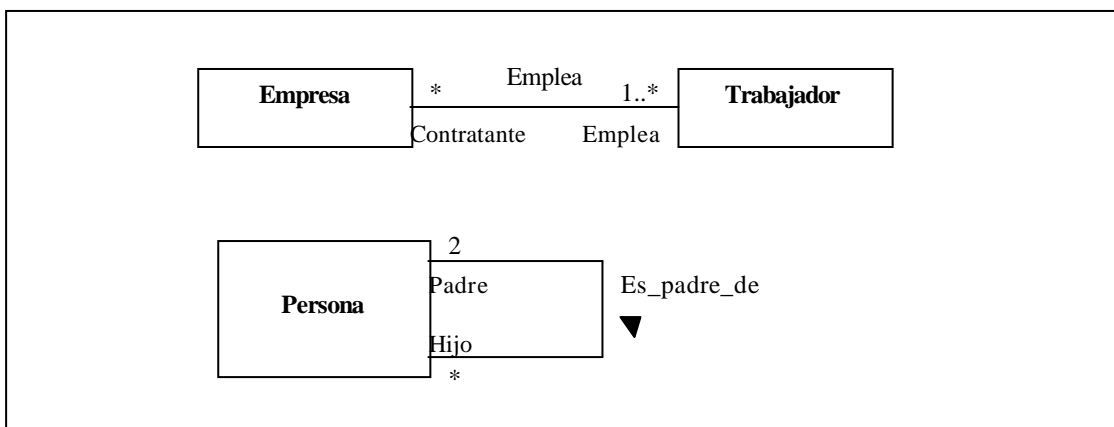 Emplea
Empresa * 1..* Trabajador
Contratante Emplea
2
Padre Es_padre_de
Persona
Hijo
*